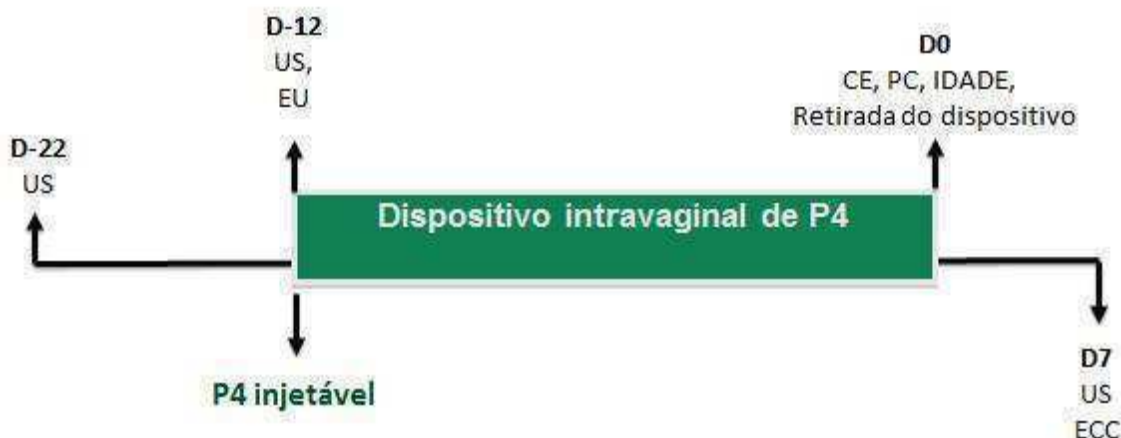 D-22
US
D-12
US,
EU
D0
CE, PC, IDADE,
Retirada do dispositivo
Dispositivo intravaginal de P4
P4 injetável
D7
US
ECC